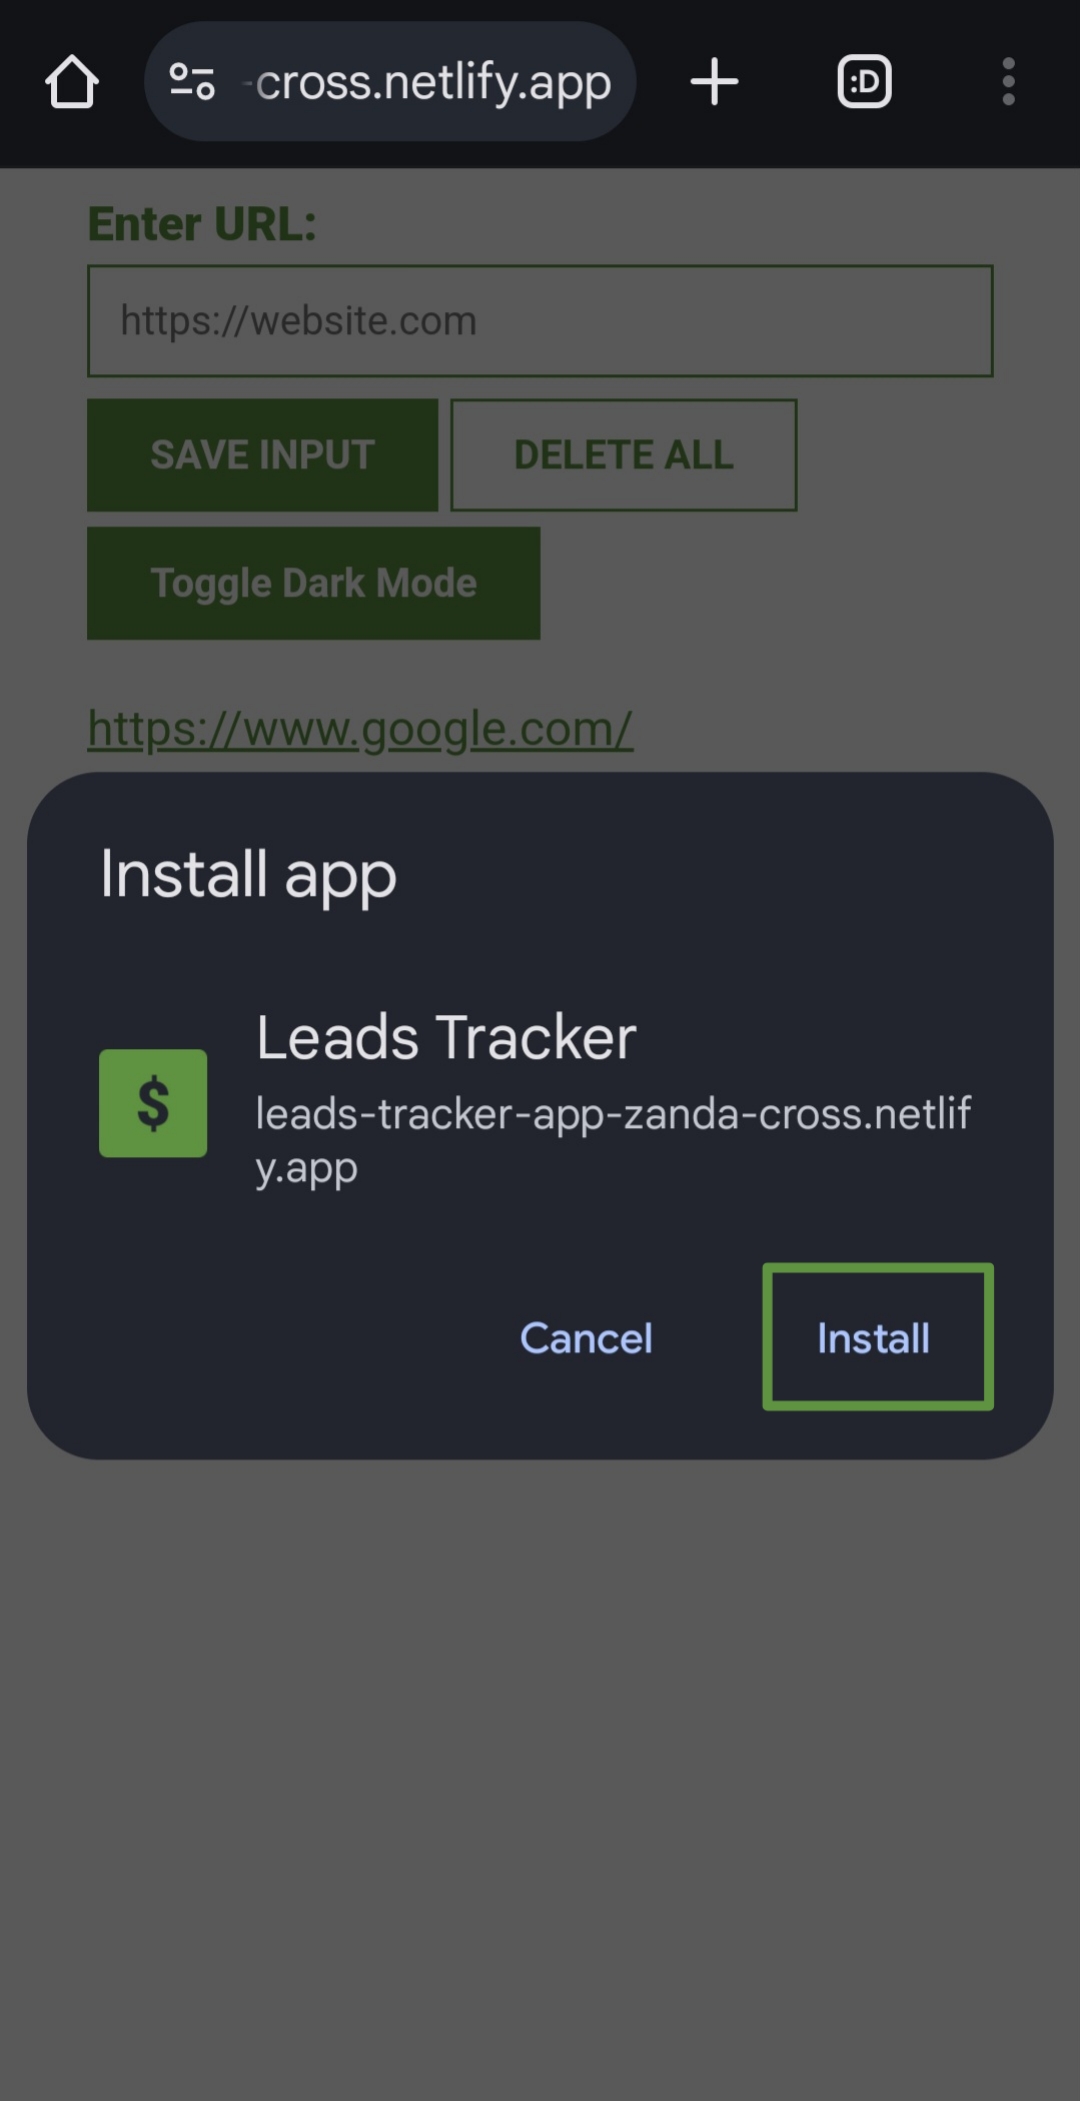 -cross.netlify.app
:D
Enter URL:
https://website.com
SAVE INPUT
DELETE ALL
Toggle Dark Mode
https://www.google.com/
Install app
Leads Tracker
$
leads-tracker-app-zanda-cross.netlif
y.app
Cancel
Install